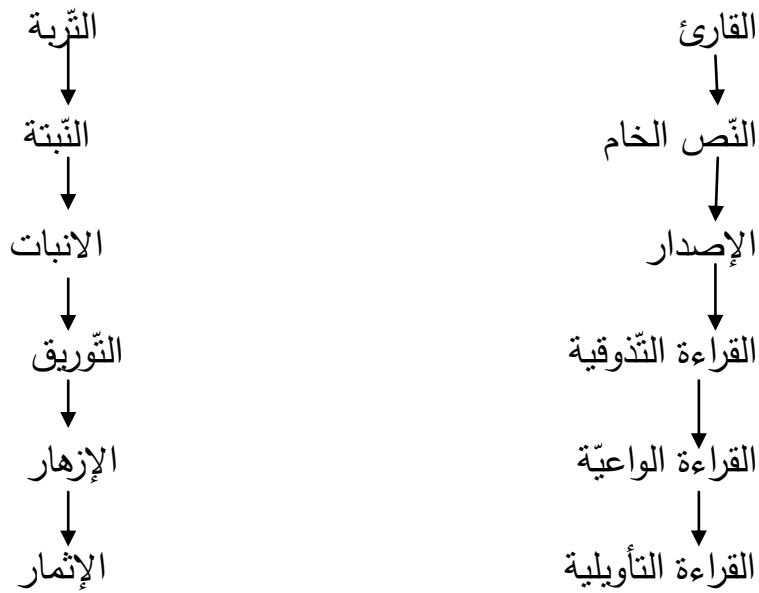 القارئ التّربة
النّص الخام النّبتة
الإصدار الانبات
القراءة التّذوقية التّوريق
القراءة الواعيّة الإزهار
القراءة التأويلية الإثمار